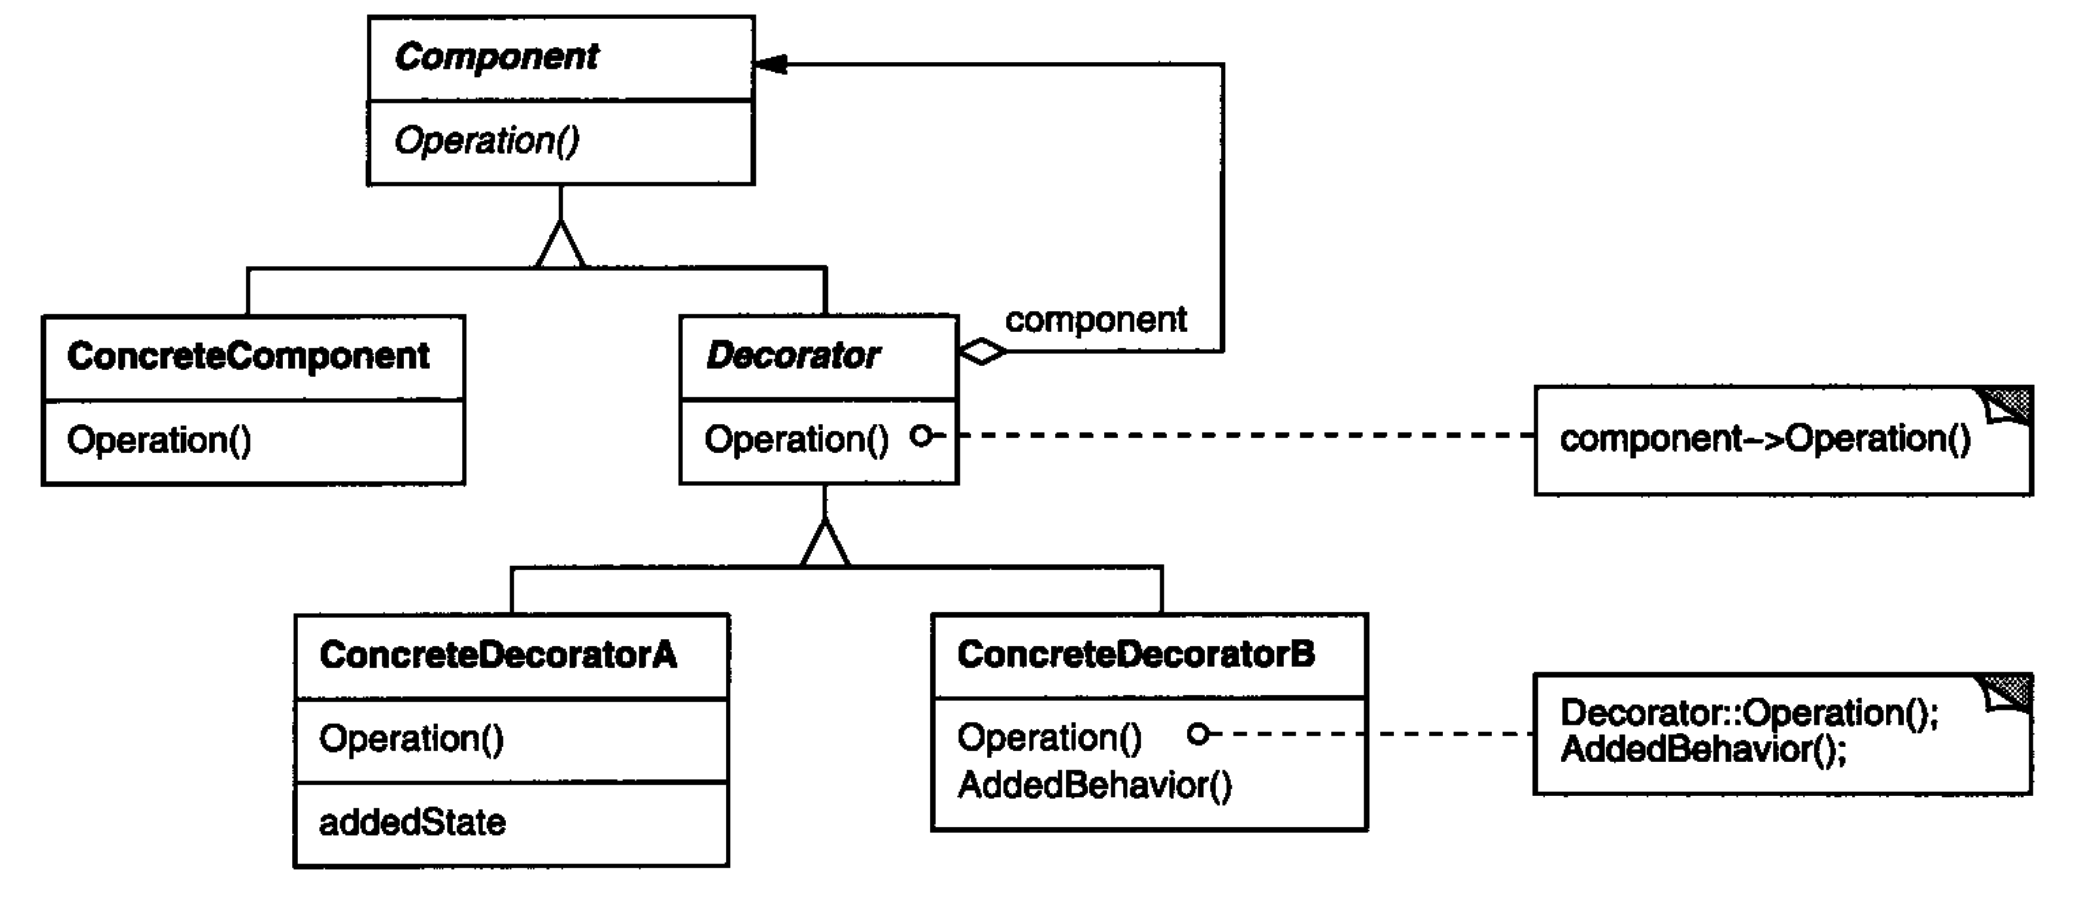 Component
Operation()
ConcreteComponent
Operation()
Decorator
Operation()
component
component–>Operation()
ConcreteDecoratorA
Operation()
addedState
ConcreteDecoratorB
Operation()
AddedBehavior()
Decorator::Operation();
AddedBehavior();